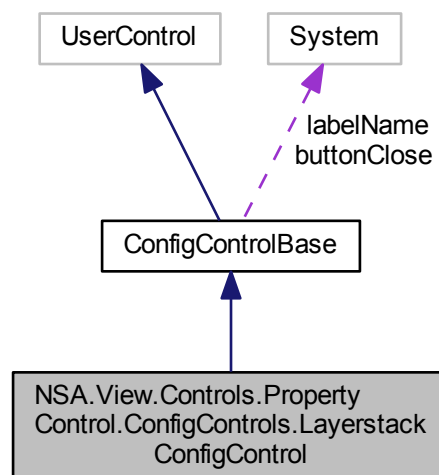 UserControl
System
labelName
buttonClose
ConfigControlBase
NSA.View.Controls.Property
Control.ConfigControls.Layerstack
ConfigControl